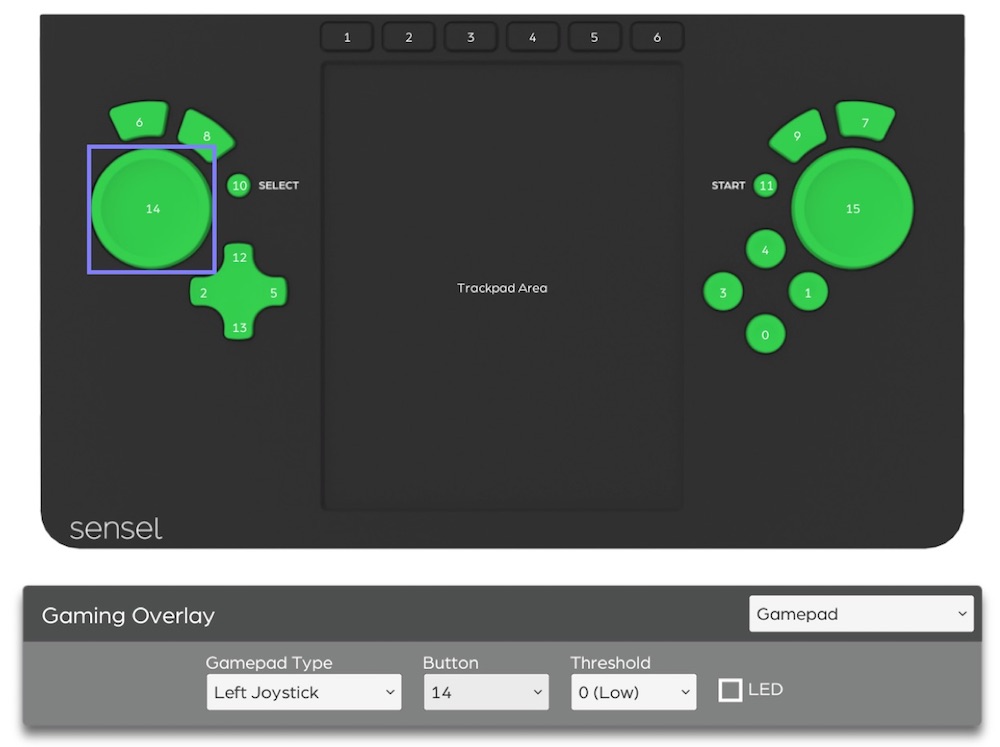 1 2 3 4 5 6
6 8 9 7
10 SELECT START 11
14 15
12 4
2 5 Trackpad Area 3 1
13 0
sensel
Gaming Overlay Gamepad
Gamepad Type Button Threshold
Left Joystick 14 0 (Low) LED